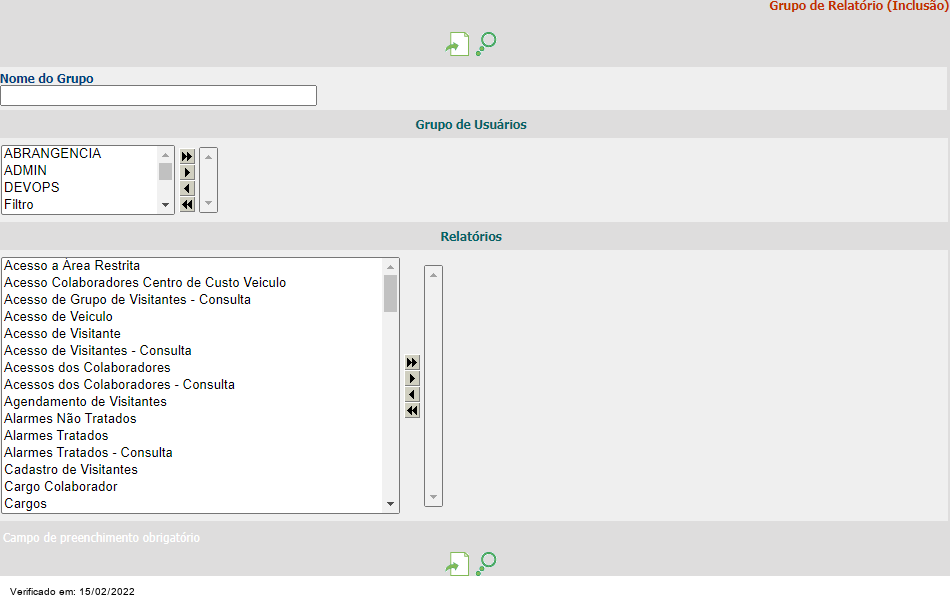 Grupo de Relatório (Inclusão)
Nome do Grupo
Grupo de Usuários
ABRANGENCIA
ADMIN
DEVOPS
Filtro
Relatórios
Acesso a Área Restrita
Acesso Colaboradores Centro de Custo Veiculo
Acesso de Grupo de Visitantes - Consulta
Acesso de Veiculo
Acesso de Visitante
Acesso de Visitantes - Consulta
Acessos dos Colaboradores
Acessos dos Colaboradores - Consulta
Agendamento de Visitantes
Alarmes Não Tratados
Alarmes Tratados
Alarmes Tratados - Consulta
Cadastro de Visitantes
Cargo Colaborador
Cargos
Campo de preenchimento obrigatório
Verificado em: 15/02/2022